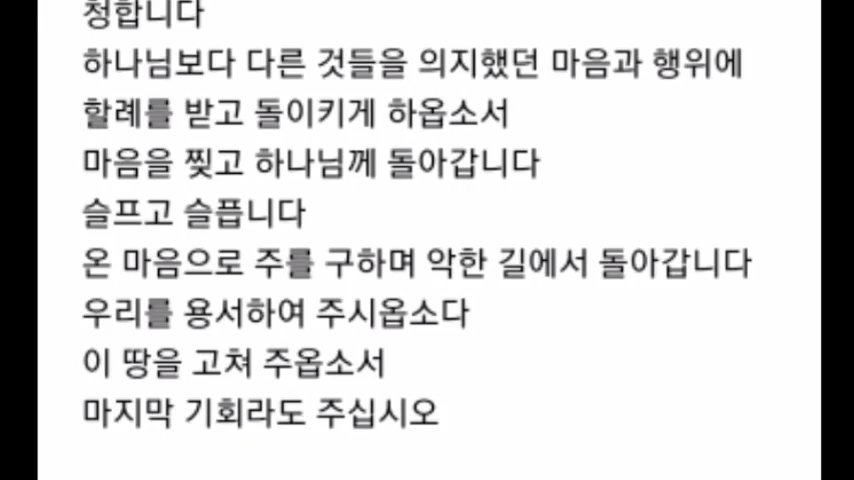 청합니다
하나님보다 다른 것들을 의지했던 마음과 행위에
할례를 받고 돌이키게 하옵소서
마음을 찢고 하나님께 돌아갑니다
슬프고 슬픕니다
온 마음으로 주를 구하며 악한 길에서 돌아갑니다
우리를 용서하여 주시옵소다
이 땅을 고쳐 주옵소서
마지막 기회라도 주십시오